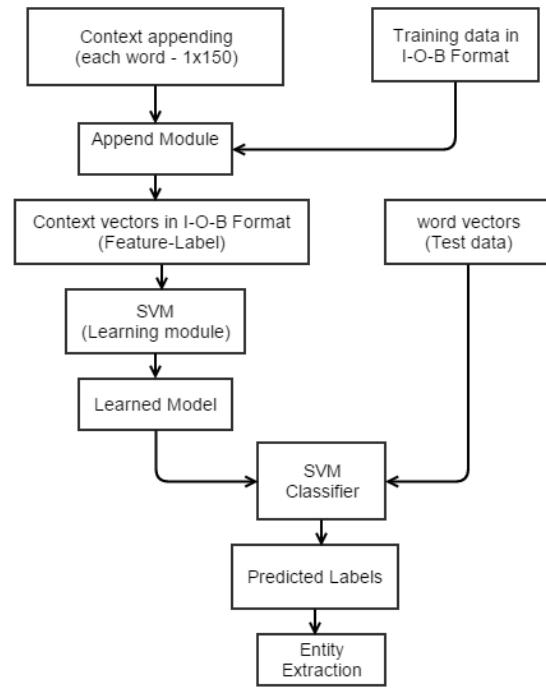 Context appending
(each word - 1x150)
Training data in
I-O-B Format
Append Module
Context vectors in I-O-B Format
(Feature-Label)
word vectors
(Test data)
SVM
(Learning module)
Learned Model
SVM
Classifier
Predicted Labels
Entity
Extraction